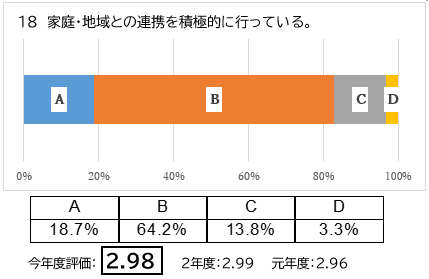 18 家庭・地域との連携を積極的に行っている。
A B C D
0% 20% 40% 60% 80% 100%
A B C D
18.7% 64.2% 13.8% 3.3%
今年度評価: 2.98 2年度:2.99 元年度:2.96